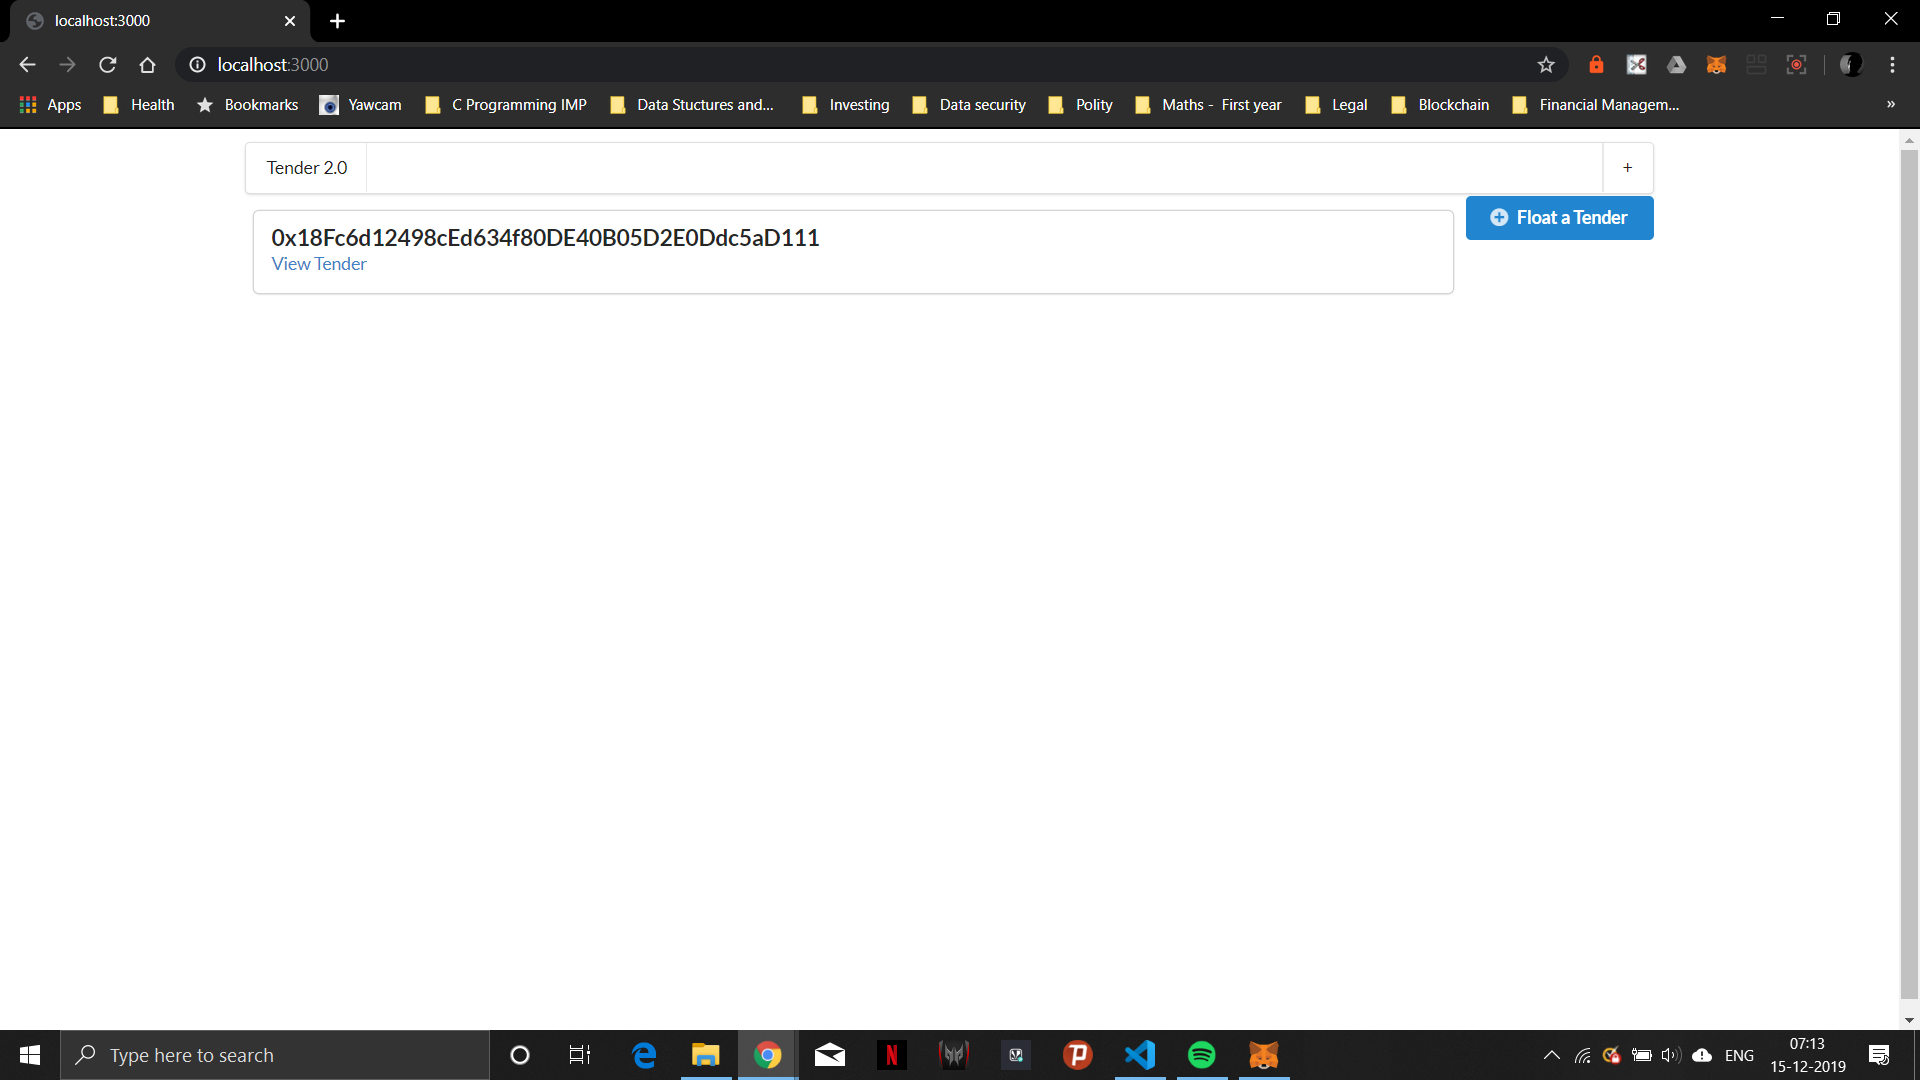 localhost:3000
localhost:3000
Apps Health Bookmarks Yawcam C Programming IMP Data Stuctures and... Investing Data security Polity Maths - First year Legal Blockchain Financial Managem... »
Tender 2.0 +
0x18Fc6d12498cEd634f80DE40B05D2E0Ddc5aD111
View Tender
Float a Tender
Type here to search
ENG
07:13
15-12-2019